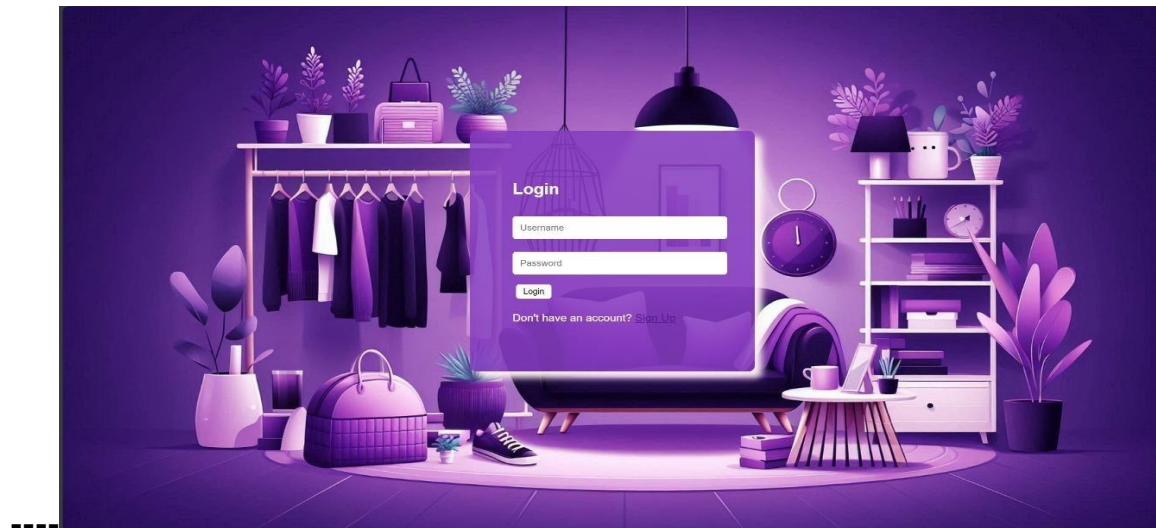 Login
Username
Password
Login
Don't have an account? Sign Up
----